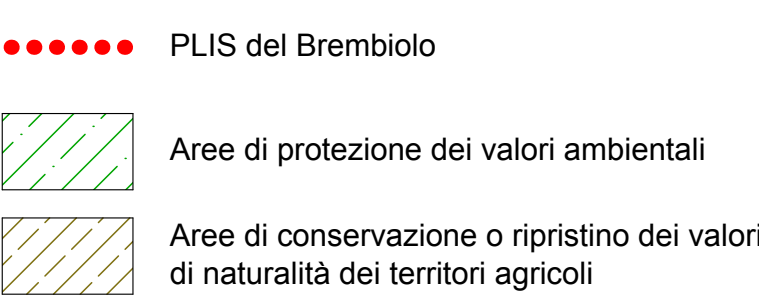 PLIS del Brembiolo
Aree di protezione dei valori ambientali
Aree di conservazione o ripristino dei valori
di naturalità dei territori agricoli